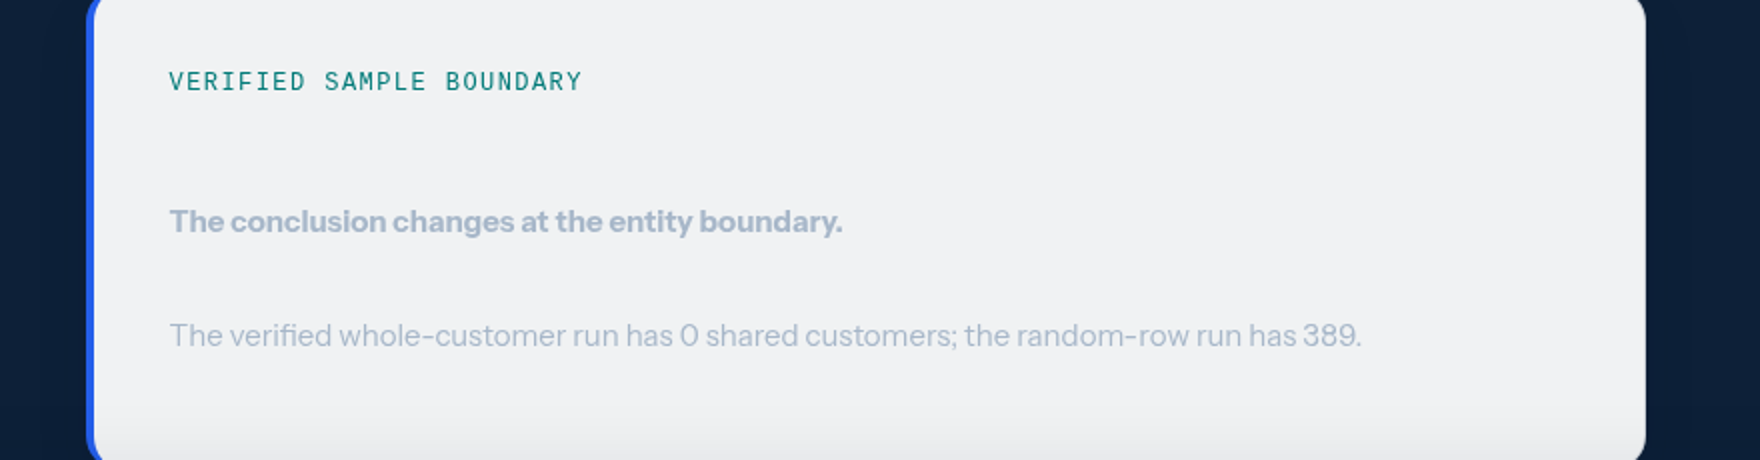 VERIFIED SAMPLE BOUNDARY
The conclusion changes at the entity boundary.
The verified whole-customer run has 0 shared customers; the random-row run has 389.